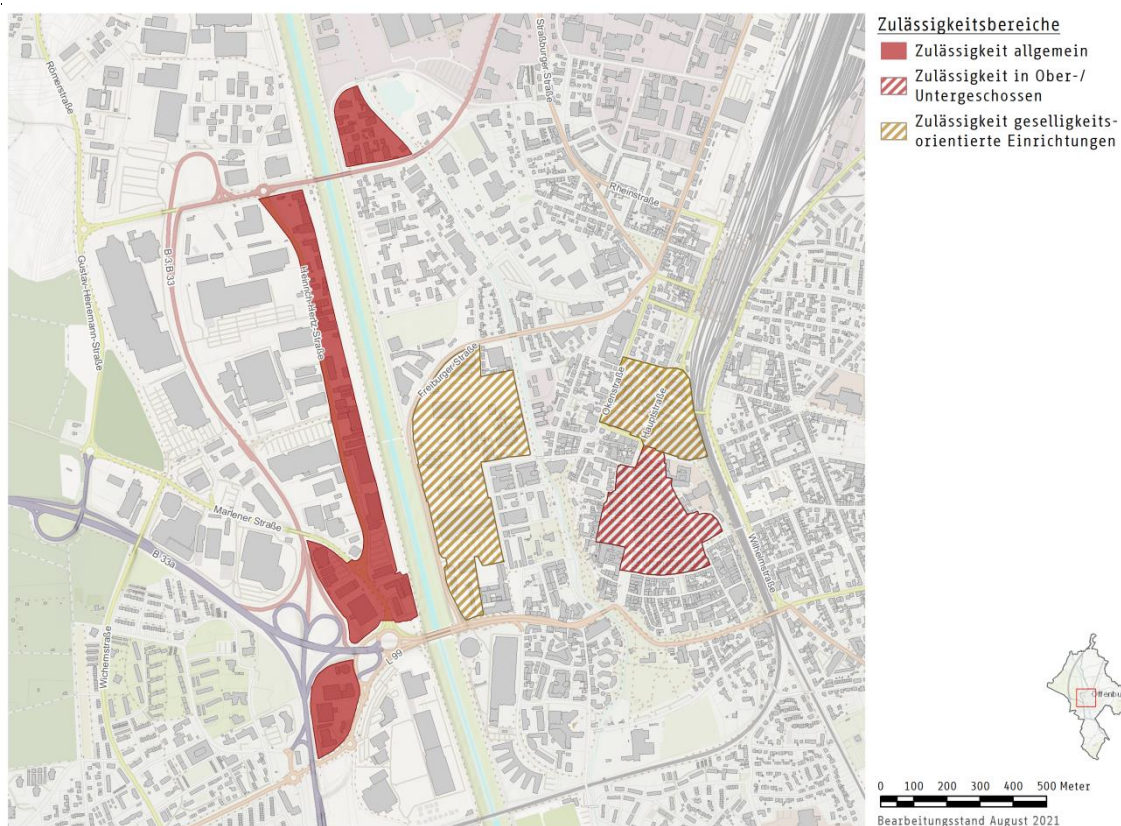 Zulässigkeitsbereiche
Zulässigkeit allgemein
Zulässigkeit in Ober-/
Untergeschossen
Zulässigkeit geselligkeits-
orientierte Einrichtungen
Römerstraße
Straßburger Straße
Rheinstraße
B 3;B 33
Gustav-Heinemann-Straße
Heinrich-Hertz-Straße
Freiburger-Straße
Okenstraße
Hauptstraße
Marlener Straße
B 33a
Wilhelmstraße
Wichernstraße
L 99
Offenbu
0 100 200 300 400 500 Meter
Bearbeitungsstand August 2021